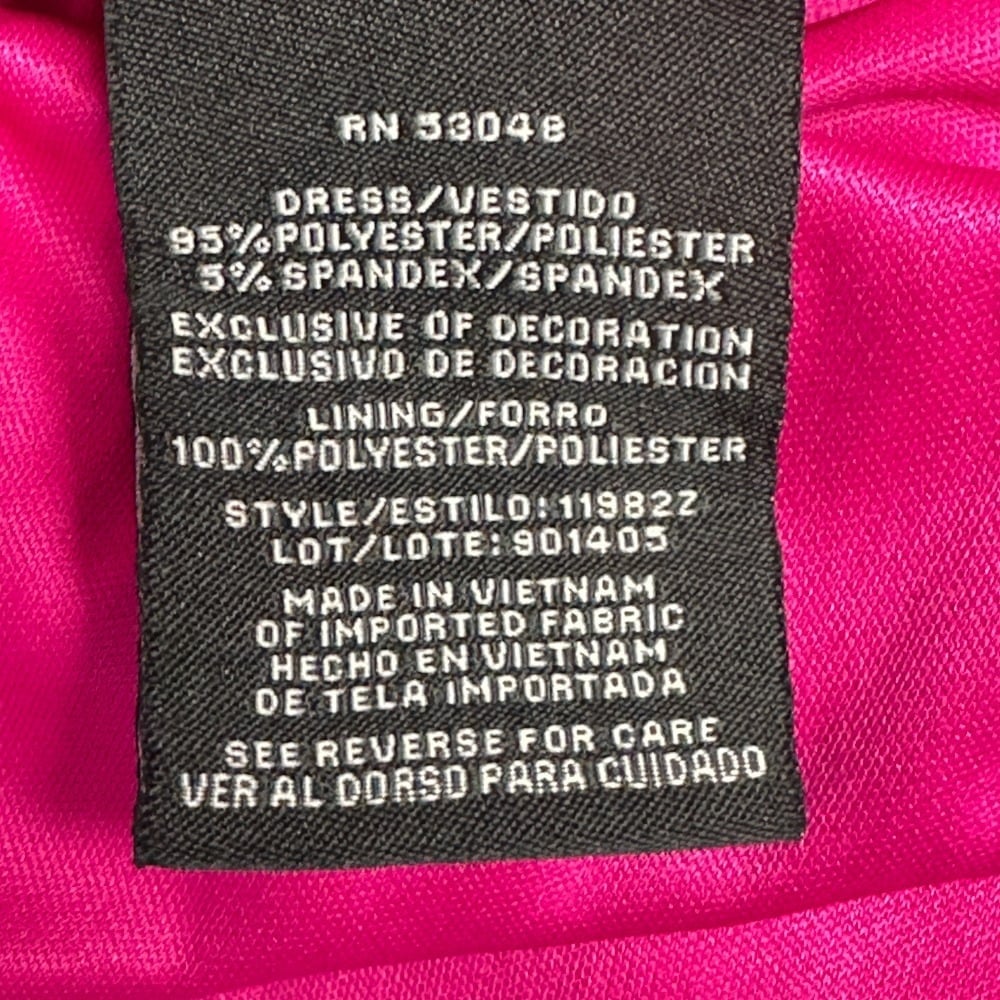 RN 53048
DRESS/VESTIDO
95% POLYESTER/POLIESTER
5% SPANDEX/SPANDEX
EXCLUSIVE OF DECORATION
EXCLUSIVO DE DECORACION
LINING/FORRO
100% POLYESTER/POLIESTER
STYLE/ESTILO: 119822
LOT/LOTE: 901405
MADE IN VIETNAM
OF IMPORTED FABRIC
HECHO EN VIETNAM
DE TELA IMPORTADA
SEE REVERSE FOR CARE
VER AL DORSO PARA CUIDADO